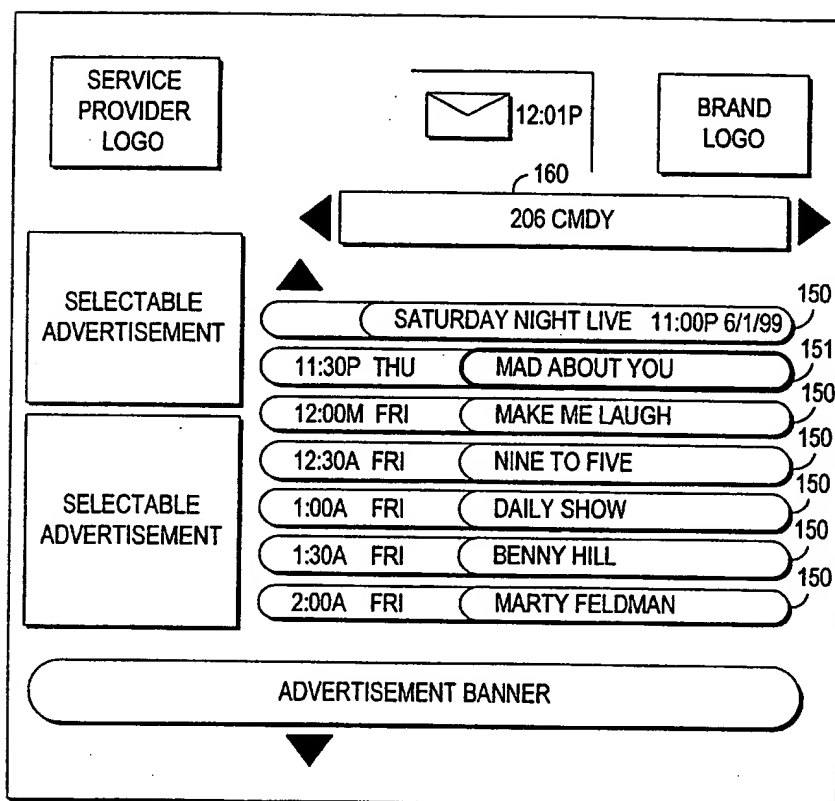 SERVICE
PROVIDER
LOGO
12:01P
BRAND
LOGO
160
206 CMDY
SELECTABLE
ADVERTISEMENT
SATURDAY NIGHT LIVE 11:00P 6/1/99 150
11:30P THU MAD ABOUT YOU 151
12:00M FRI MAKE ME LAUGH 150
12:30A FRI NINE TO FIVE 150
SELECTABLE
ADVERTISEMENT
1:00A FRI DAILY SHOW 150
1:30A FRI BENNY HILL 150
2:00A FRI MARTY FELDMAN 150
ADVERTISEMENT BANNER